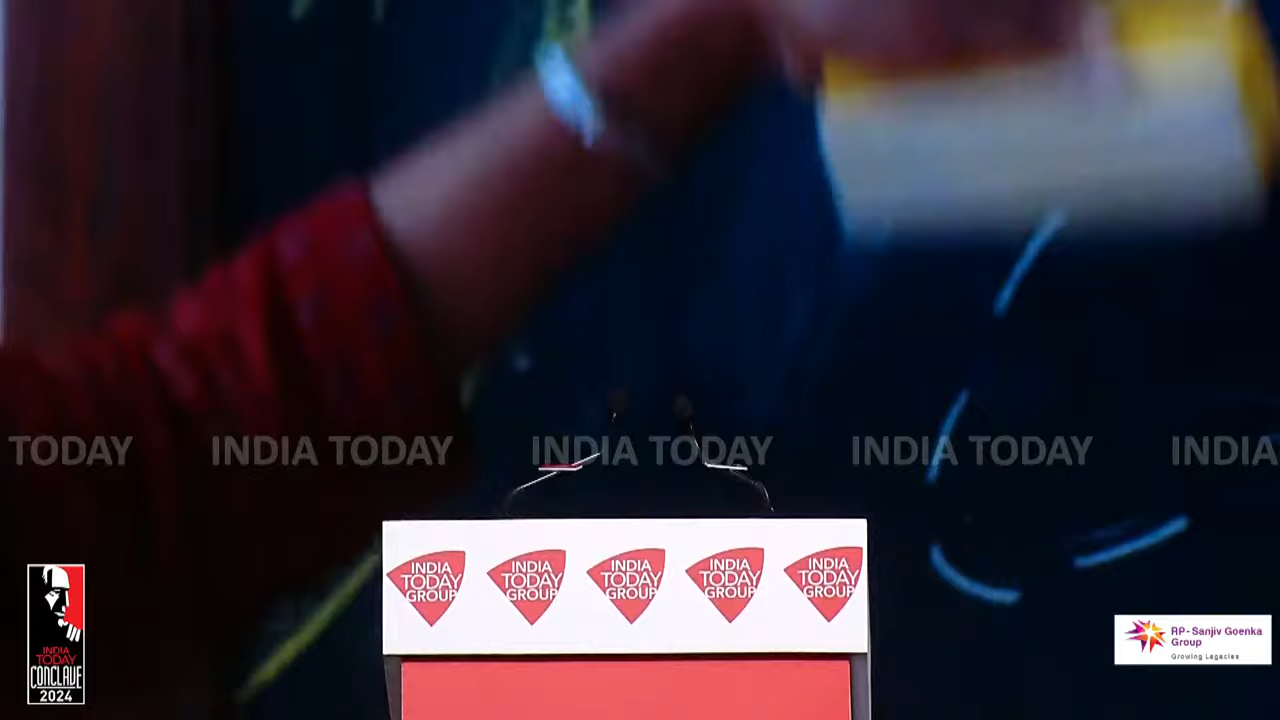 TODAY INDIA TODAY INDIA TODAY INDIA TODAY INDIA
INDIA TODAY GROUP
INDIA TODAY GROUP
INDIA TODAY GROUP
INDIA TODAY GROUP
INDIA TODAY GROUP
INDIA
TODAY
CONCLAVE
2024
RP-Sanjiv Goenka
Group
Growing Legacies